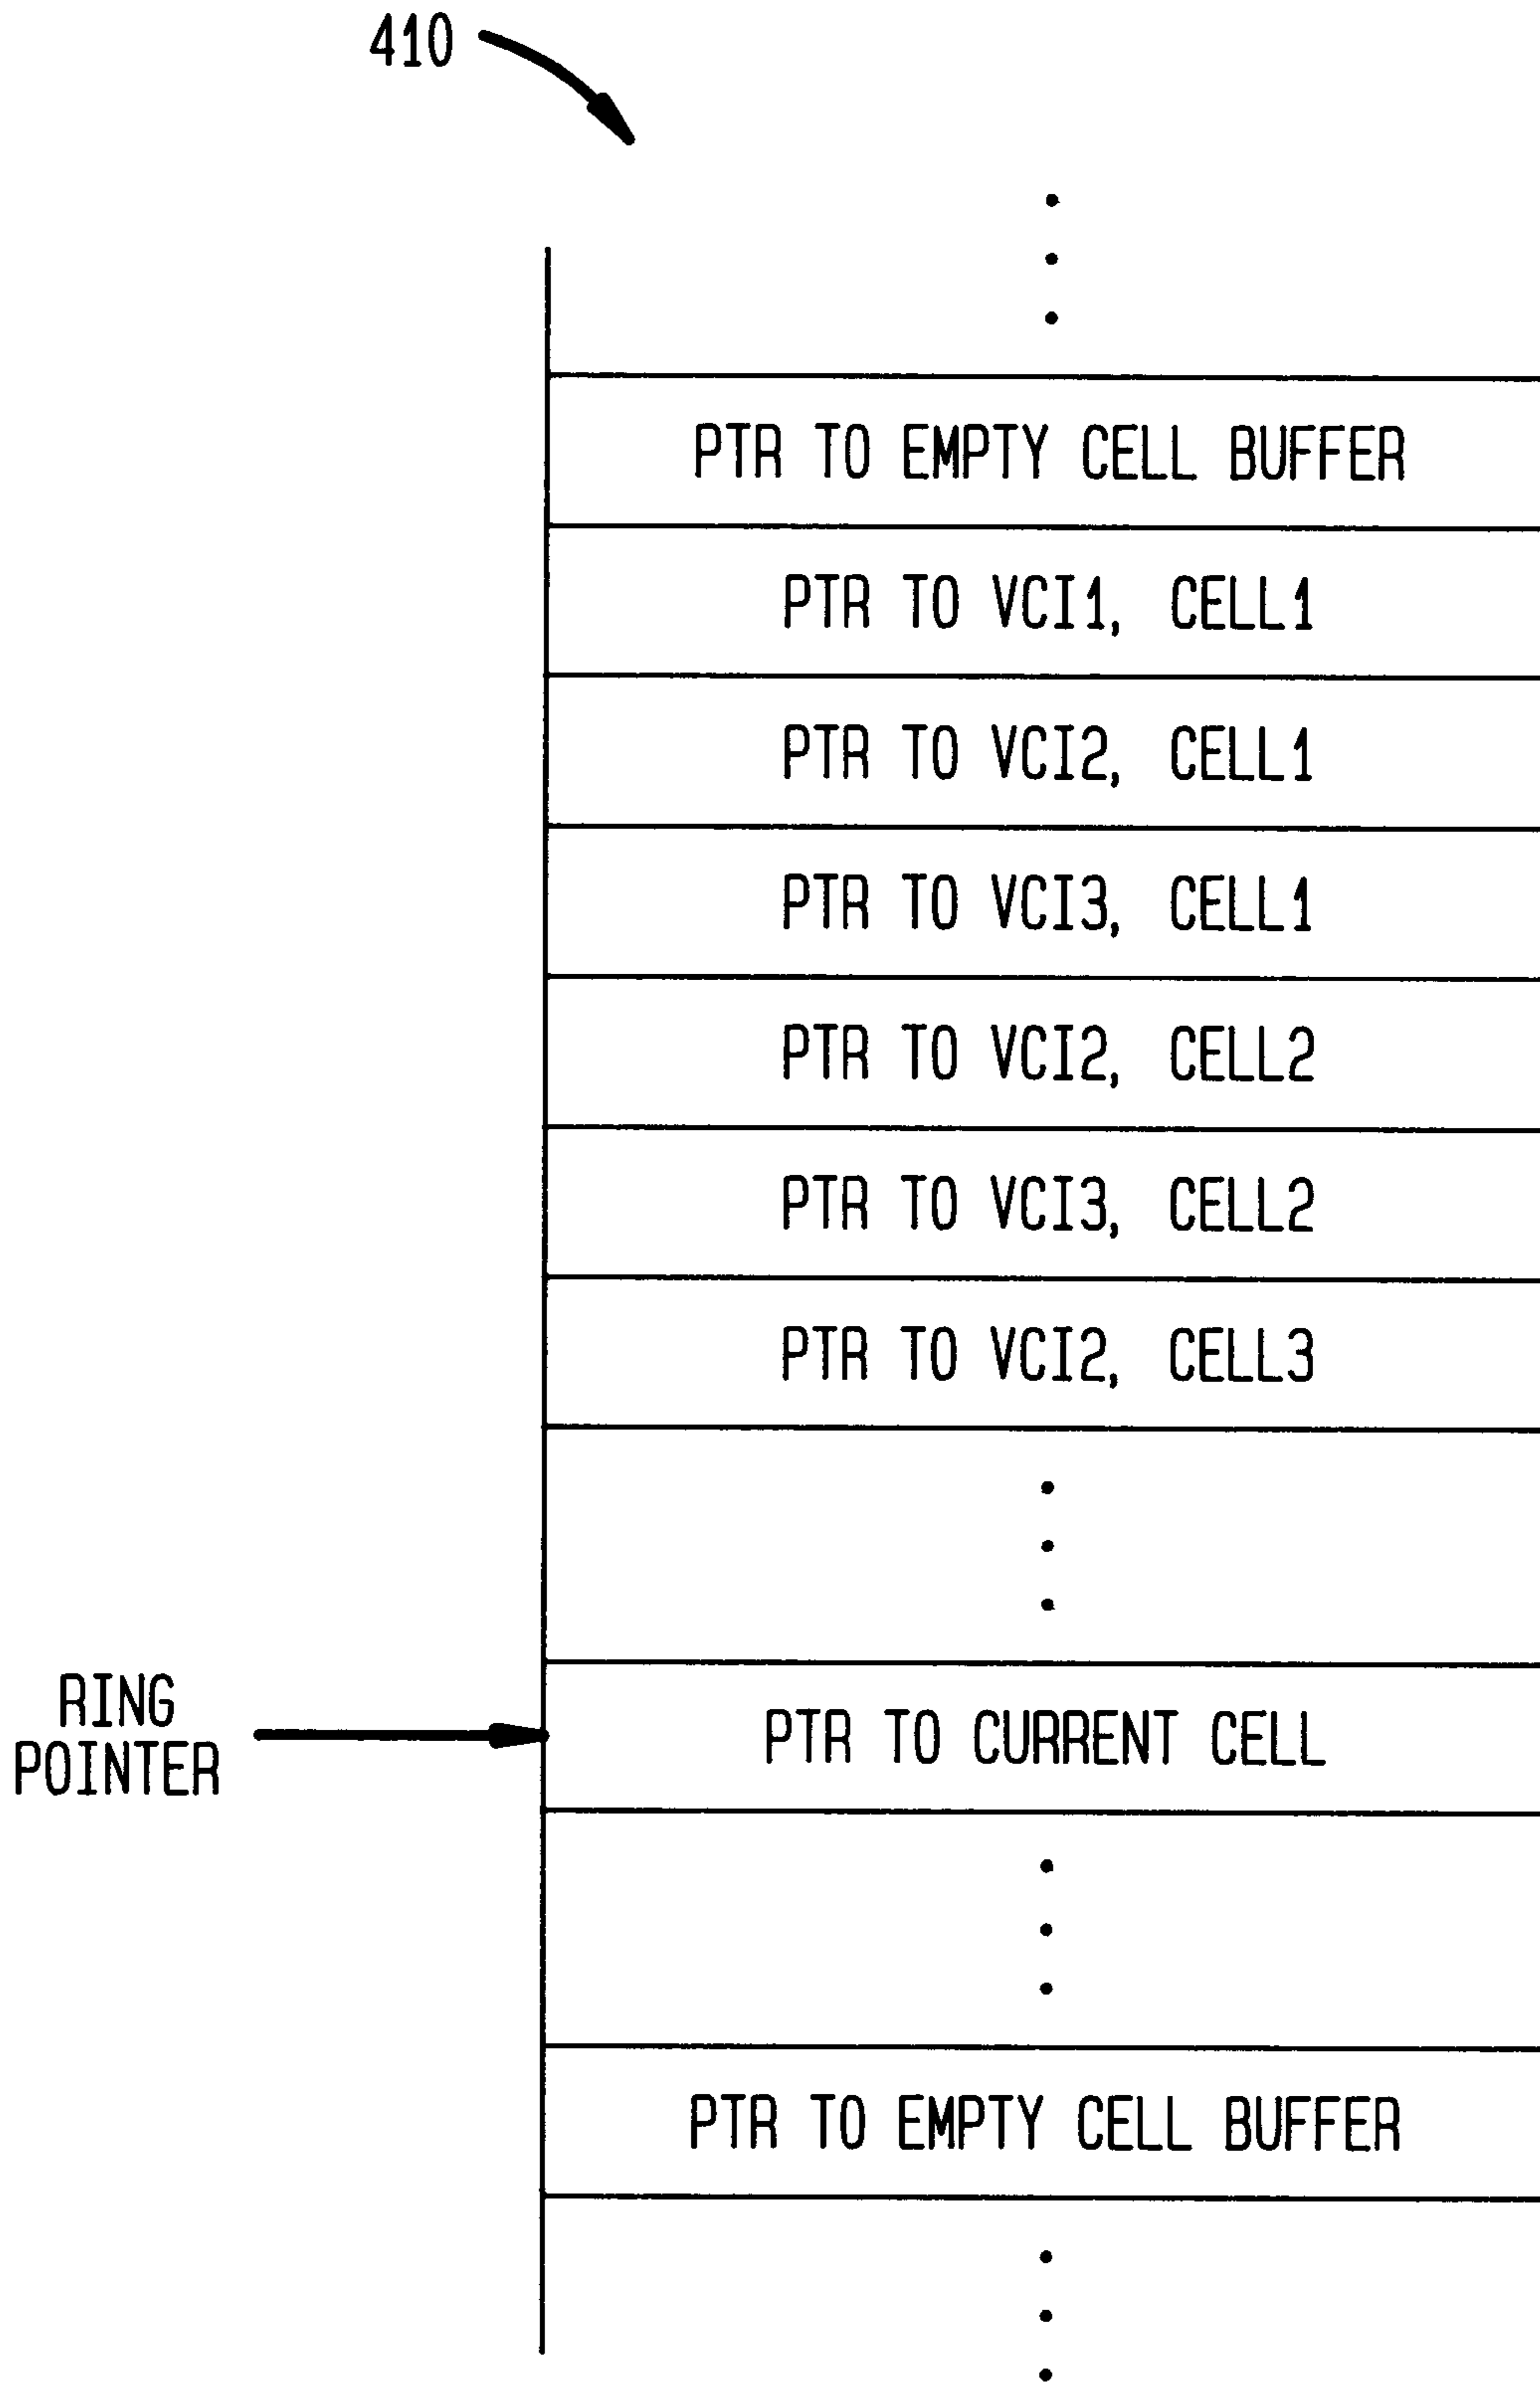 410
PTR TO EMPTY CELL BUFFER
PTR TO VCI1, CELL1
PTR TO VCI2, CELL1
PTR TO VCI3, CELL1
PTR TO VCI2, CELL2
PTR TO VCI3, CELL2
PTR TO VCI2, CELL3
RING
POINTER
PTR TO CURRENT CELL
PTR TO EMPTY CELL BUFFER